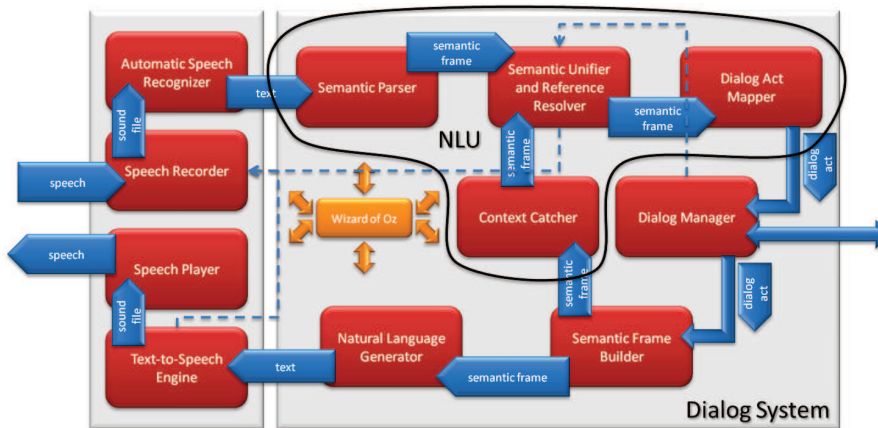 Automatic Speech
Recognizer
text
Semantic Parser
semantic
frame
Semantic Unifier
and Reference
Resolver
semantic
frame
Dialog Act
Mapper
sound
file
NLU
semantic
frame
dialog
act
speech
Speech Recorder
Wizard of Oz
Context Catcher
Dialog Manager
speech
Speech Player
sound
file
semantic
frame
dialog
act
Text-to-Speech
Engine
text
Natural Language
Generator
semantic frame
Semantic Frame
Builder
Dialog System